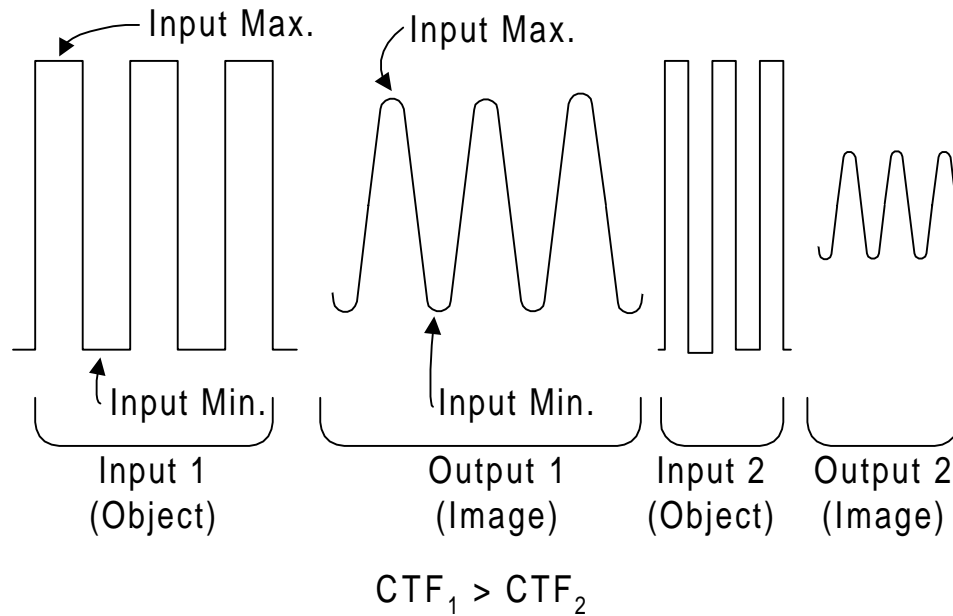 Input Max.
Input Max.
Input Min.
Input Min.
Input 1
(Object)
Output 1
(Image)
Input 2
(Object)
Output 2
(Image)
CTF₁ > CTF₂